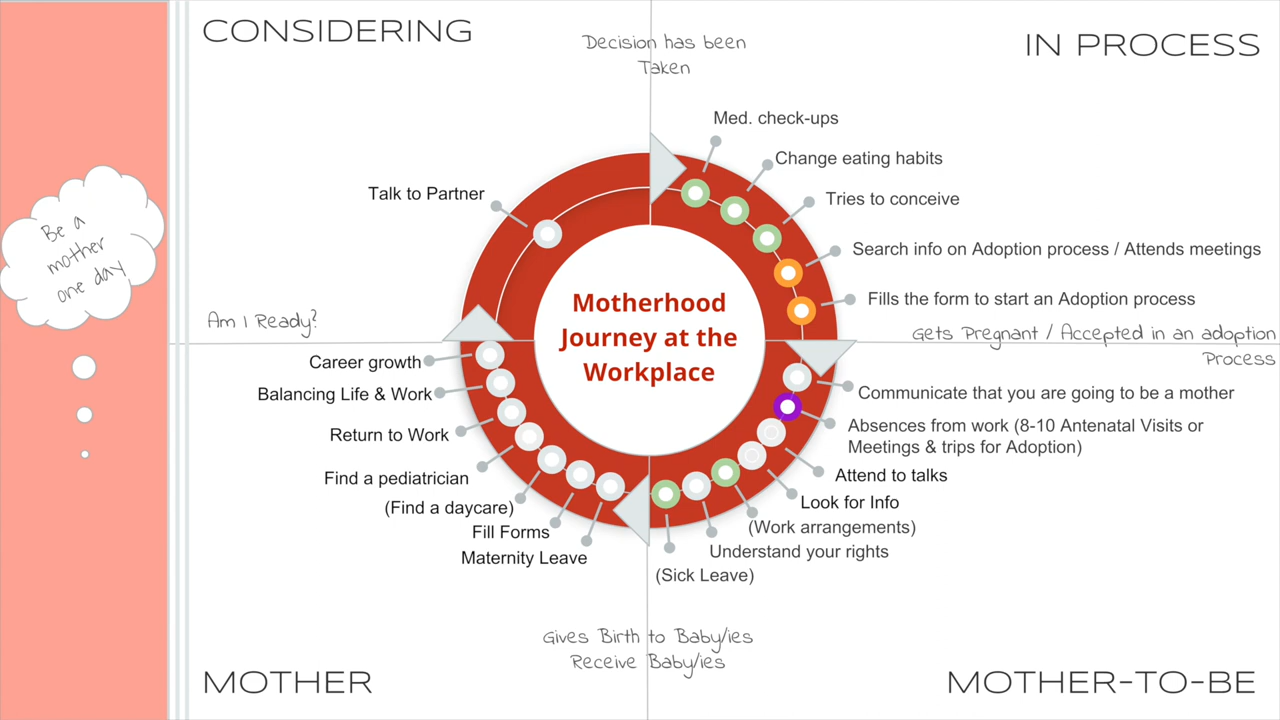 CONSIDERING
Decision has been
Taken
IN PROCESS
Med. check-ups
Change eating habits
Talk to Partner
Tries to conceive
Be a
mother
one day
Search info on Adoption process / Attends meetings
Fills the form to start an Adoption process
Motherhood
Journey at the
Workplace
Am I Ready?
Gets Pregnant / Accepted in an adoption
Process
Career growth
Balancing Life & Work
Return to Work
Find a pediatrician
(Find a daycare)
Fill Forms
Maternity Leave
Communicate that you are going to be a mother
Absences from work (8-10 Antenatal Visits or
Meetings & trips for Adoption)
Attend to talks
Look for Info
(Work arrangements)
Understand your rights
(Sick Leave)
Gives Birth to Baby/ies
Receive Baby/ies
MOTHER
MOTHER-TO-BE